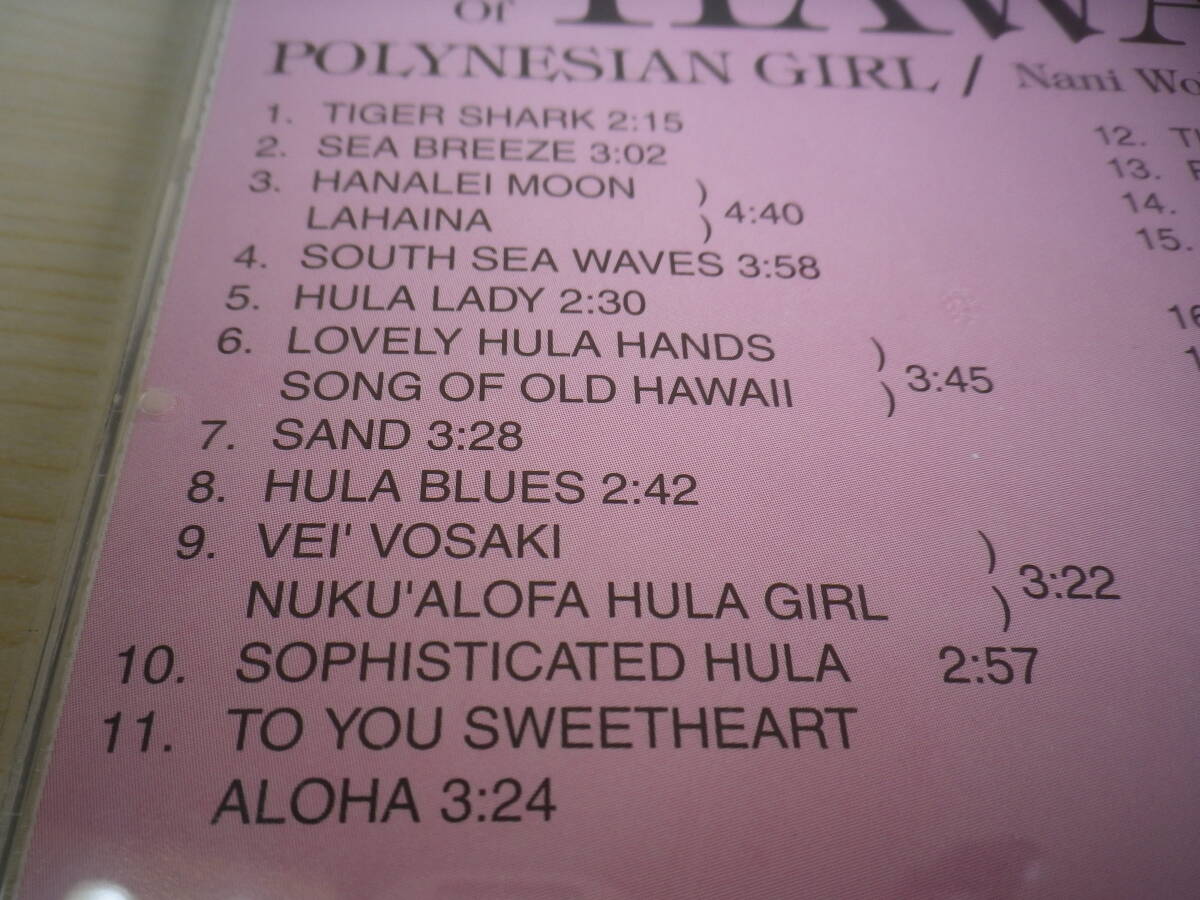 of
POLYNESIAN GIRL / Nani
1. TIGER SHARK 2:15
2. SEA BREEZE 3:02
3. HANALEI MOON )
LAHAINA ) 4:40
4. SOUTH SEA WAVES 3:58
5. HULA LADY 2:30
6. LOVELY HULA HANDS )
SONG OF OLD HAWAII ) 3:45
7. SAND 3:28
8. HULA BLUES 2:42
9. VEI' VOSAKI )
NUKU'ALOFA HULA GIRL ) 3:22
10. SOPHISTICATED HULA 2:57
11. TO YOU SWEETHEART
ALOHA 3:24
12.
13.
14.
15.